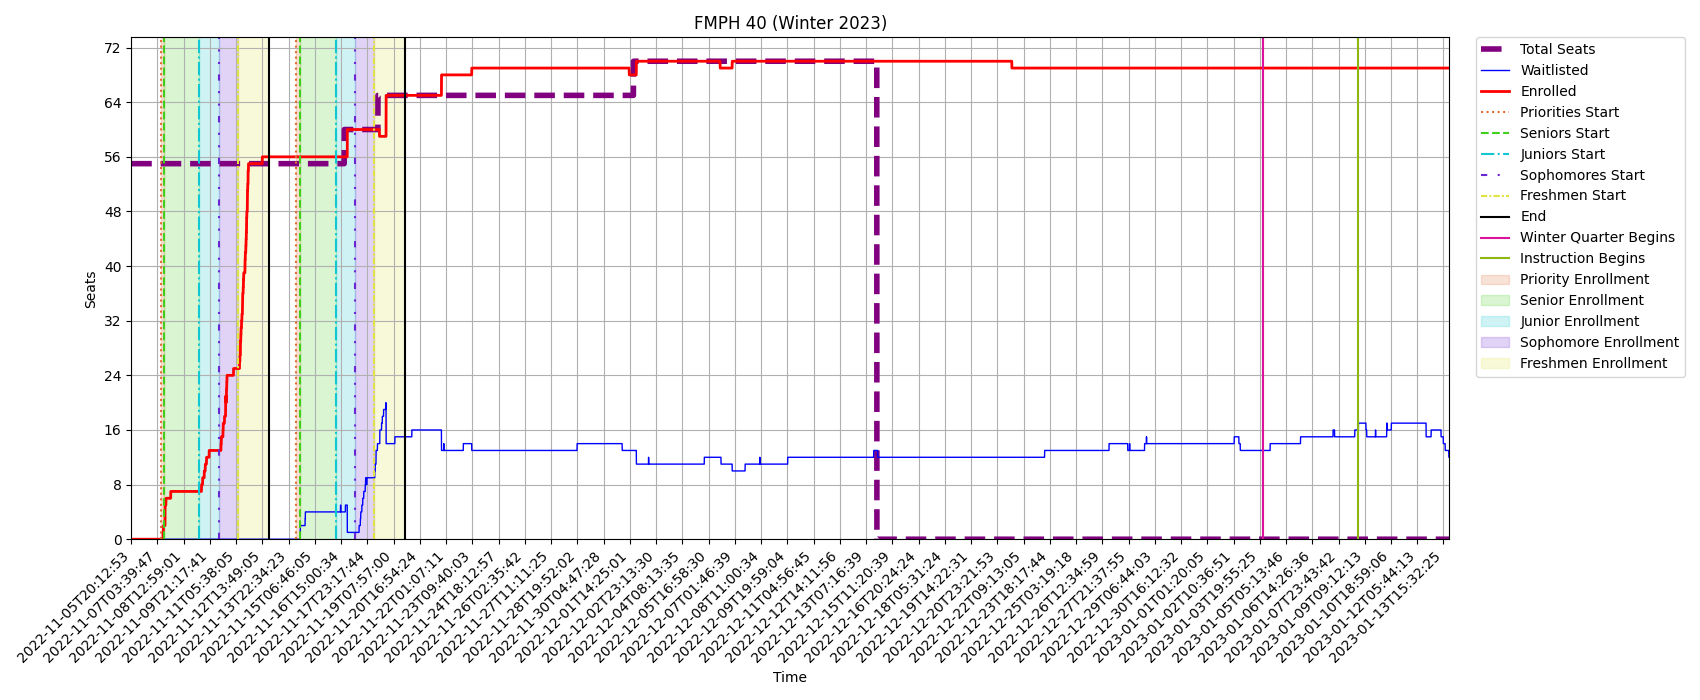 FMPH 40 (Winter 2023)
Seats
72
64
56
48
40
32
24
16
8
0
2022-11-05T20:12:53
2022-11-07T03:39:47
2022-11-08T12:59:01
2022-11-09T21:17:41
2022-11-11T05:38:05
2022-11-12T13:49:05
2022-11-13T22:34:23
2022-11-15T06:46:05
2022-11-16T15:00:34
2022-11-17T23:17:44
2022-11-19T07:57:00
2022-11-20T16:54:24
2022-11-22T01:07:11
2022-11-23T09:40:03
2022-11-24T18:12:57
2022-11-26T02:35:42
2022-11-27T11:11:25
2022-11-28T19:52:02
2022-11-30T04:47:28
2022-12-01T14:25:01
2022-12-02T23:13:30
2022-12-04T08:13:35
2022-12-05T16:58:30
2022-12-07T01:46:39
2022-12-08T11:00:34
2022-12-09T19:59:04
2022-12-11T04:56:45
2022-12-12T14:11:56
2022-12-13T07:16:39
2022-12-15T11:20:39
2022-12-16T20:24:24
2022-12-18T05:31:24
2022-12-19T14:22:31
2022-12-20T23:21:53
2022-12-22T09:13:05
2022-12-23T18:17:44
2022-12-25T03:19:18
2022-12-26T12:34:59
2022-12-27T21:37:55
2022-12-29T06:44:03
2022-12-30T16:12:32
2023-01-01T01:20:05
2023-01-02T10:36:51
2023-01-03T19:55:25
2023-01-05T05:13:46
2023-01-06T14:26:36
2023-01-07T23:43:42
2023-01-09T09:12:13
2023-01-10T18:59:06
2023-01-12T05:44:13
2023-01-13T15:32:25
Time
Total Seats
Waitlisted
Enrolled
Priorities Start
Seniors Start
Juniors Start
Sophomores Start
Freshmen Start
End
Winter Quarter Begins
Instruction Begins
Priority Enrollment
Senior Enrollment
Junior Enrollment
Sophomore Enrollment
Freshmen Enrollment